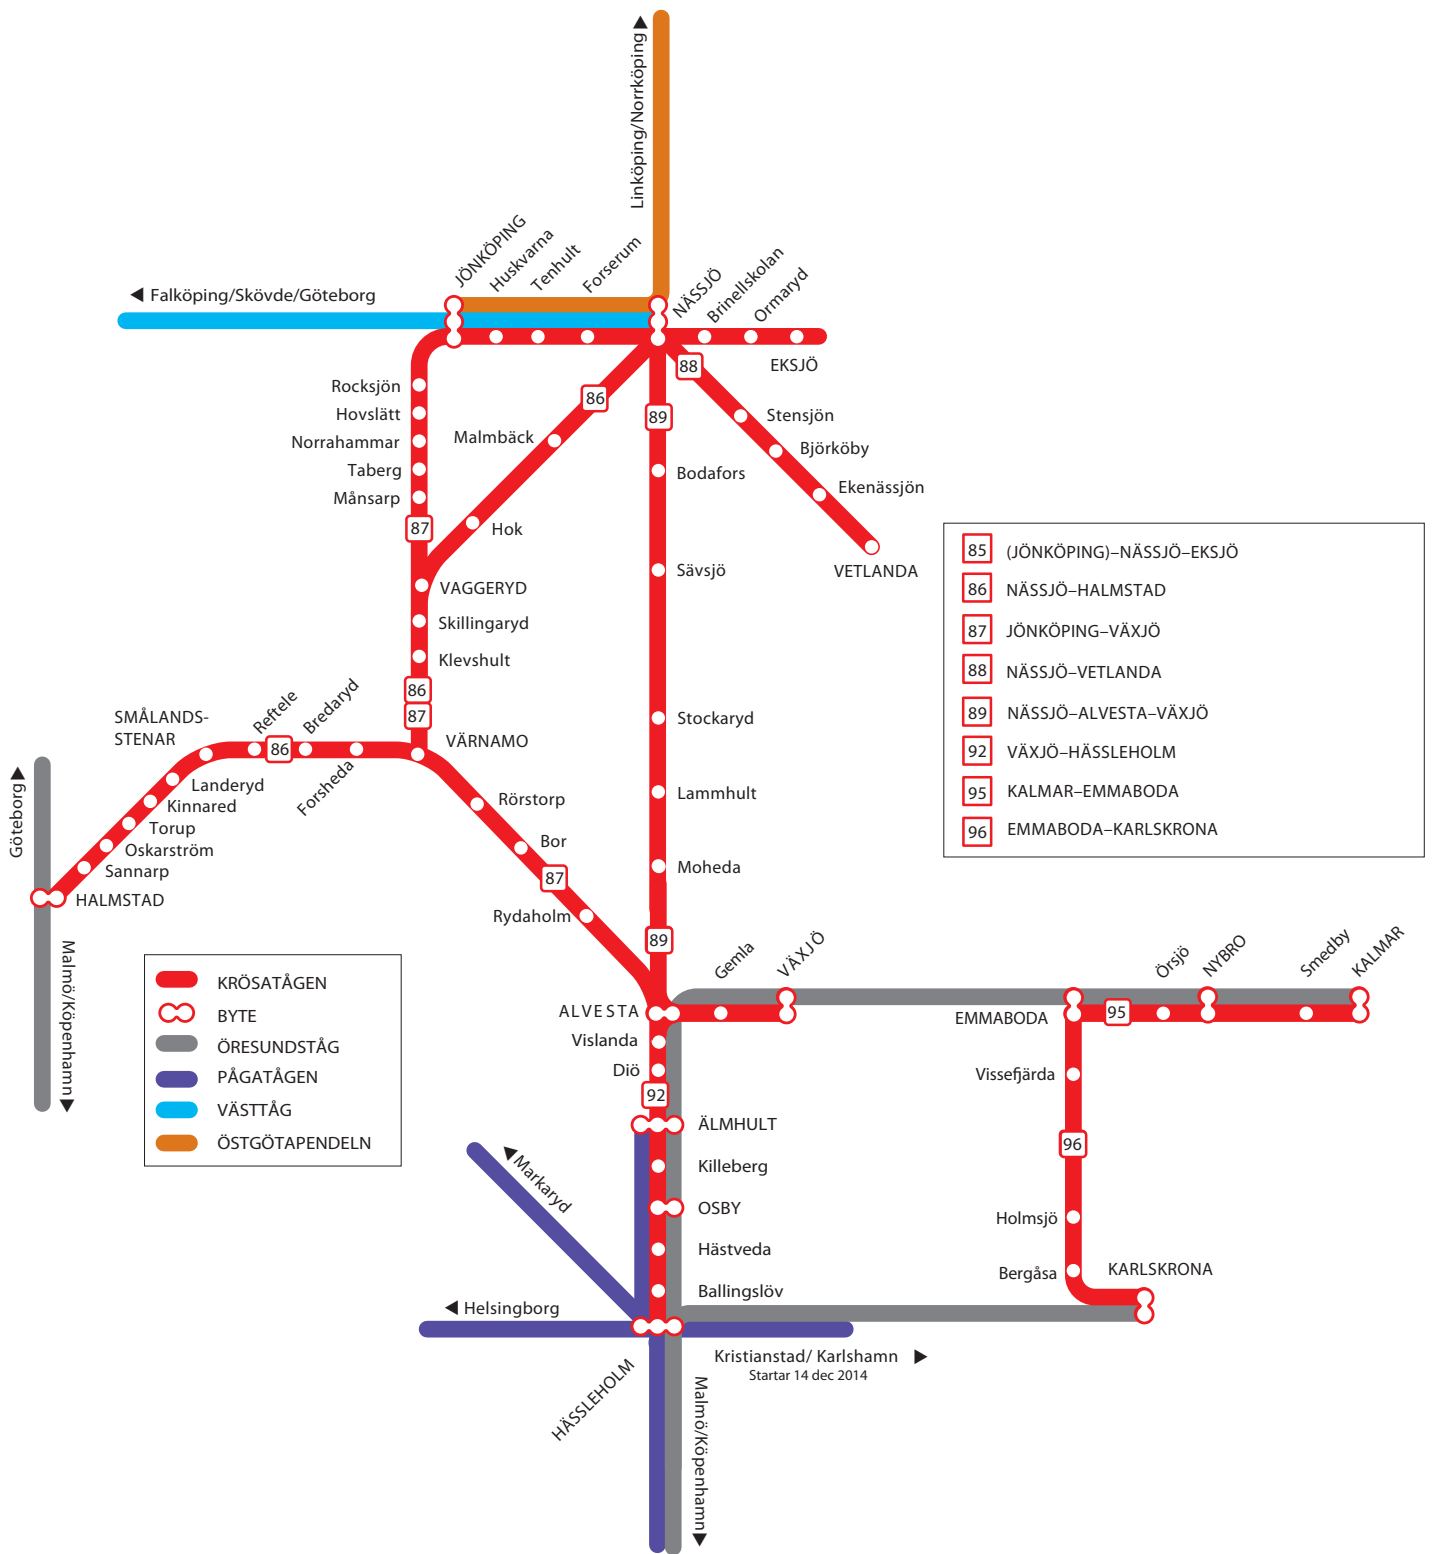 Linköping/Norrköping
JÖNKÖPING
Huskvarna
Tenhult
Forserum
NÄSSJÖ
Brinellskolan
Ormaryd
EKSJÖ
Falköping/Skövde/Göteborg
88
86
89
Rocksjön
Hovslätt
Norrahammar
Taberg
Månsarp
87
Malmbäck
Hok
Bodafors
Stensjön
Björköby
Ekenässjön
VETLANDA
VAGGERYD
Skillingaryd
Klevshult
86
87
VÄRNAMO
Sävsjö
Stockaryd
Lammhult
Moheda
89
85 (JÖNKÖPING)–NÄSSJÖ–EKSJÖ
86 NÄSSJÖ–HALMSTAD
87 JÖNKÖPING–VÄXJÖ
88 NÄSSJÖ–VETLANDA
89 NÄSSJÖ–ALVESTA–VÄXJÖ
92 VÄXJÖ–HÄSSLEHOLM
95 KALMAR–EMMABODA
96 EMMABODA–KARLSKRONA
SMÅLANDS-
STENAR
Reftele
86
Bredaryd
Forsheda
Landeryd
Kinnared
Torup
Oskarström
Sannarp
HALMSTAD
Göteborg
Malmö/Köpenhamn
Rörstorp
Bor
87
Rydaholm
KRÖSATÅGEN
BYTE
ÖRESUNDSTÅG
PÅGATÅGEN
VÄSTTÅG
ÖSTGÖTAPENDELN
ALVESTA
Gemla
VÄXJÖ
EMMABODA
95
Örsjö
NYBRO
Smedby
KALMAR
Vislanda
Diö
92
ÄLMHULT
Killeberg
OSBY
Hästveda
Ballingslöv
Vissefjärda
96
Holmsjö
Bergåsa
KARLSKRONA
Markaryd
Helsingborg
HÄSSLEHOLM
Kristianstad/ Karlshamn
Startar 14 dec 2014
Malmö/Köpenhamn